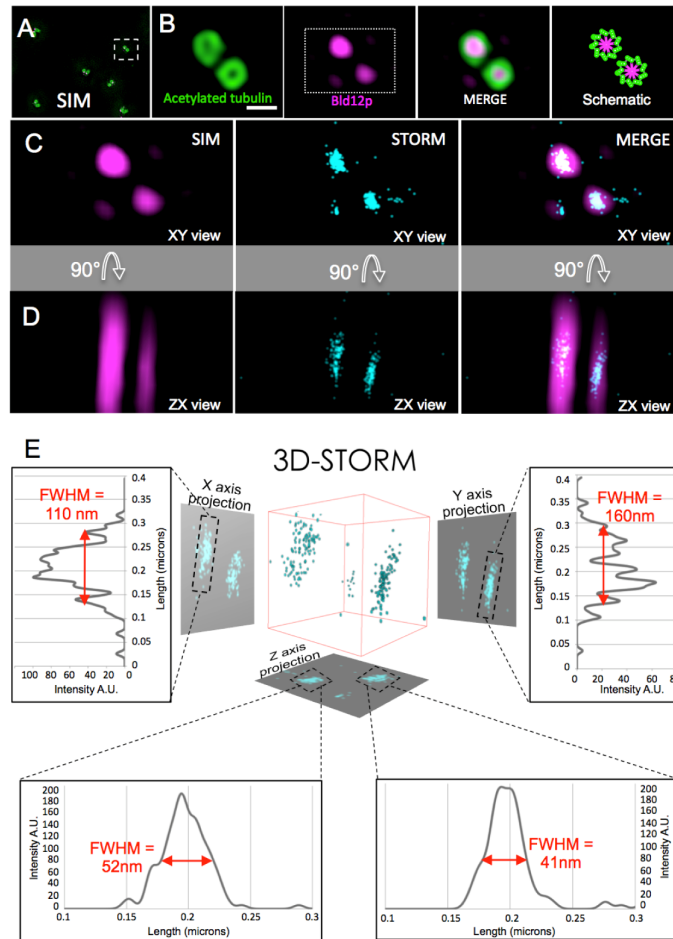 A
SIM
B
Acetylated tubulin
Bld12p
MERGE
Schematic
C
SIM
XY view
STORM
XY view
MERGE
XY view
90°
90°
90°
D
ZX view
ZX view
ZX view
E
3D-STORM
FWHM =
110 nm
0.4
0.35
0.3
0.25
0.2
0.15
0.1
0.05
0
Length (microns)
100 80 60 40 20 0
Intensity A.U.
X axis
projection
Y axis
projection
Z axis
projection
FWHM =
160nm
0.4
0.35
0.3
0.25
0.2
0.15
0.1
0.05
0
Length (microns)
0 20 40 60 80
Intensity A.U.
200
180
160
140
120
100
80
60
40
20
0
Intensity A.U.
FWHM =
52nm
0.1 0.15 0.2 0.25 0.3
Length (microns)
FWHM =
41nm
200
180
160
140
120
100
80
60
40
20
0
Intensity A.U.
0.1 0.15 0.2 0.25 0.3
Length (microns)